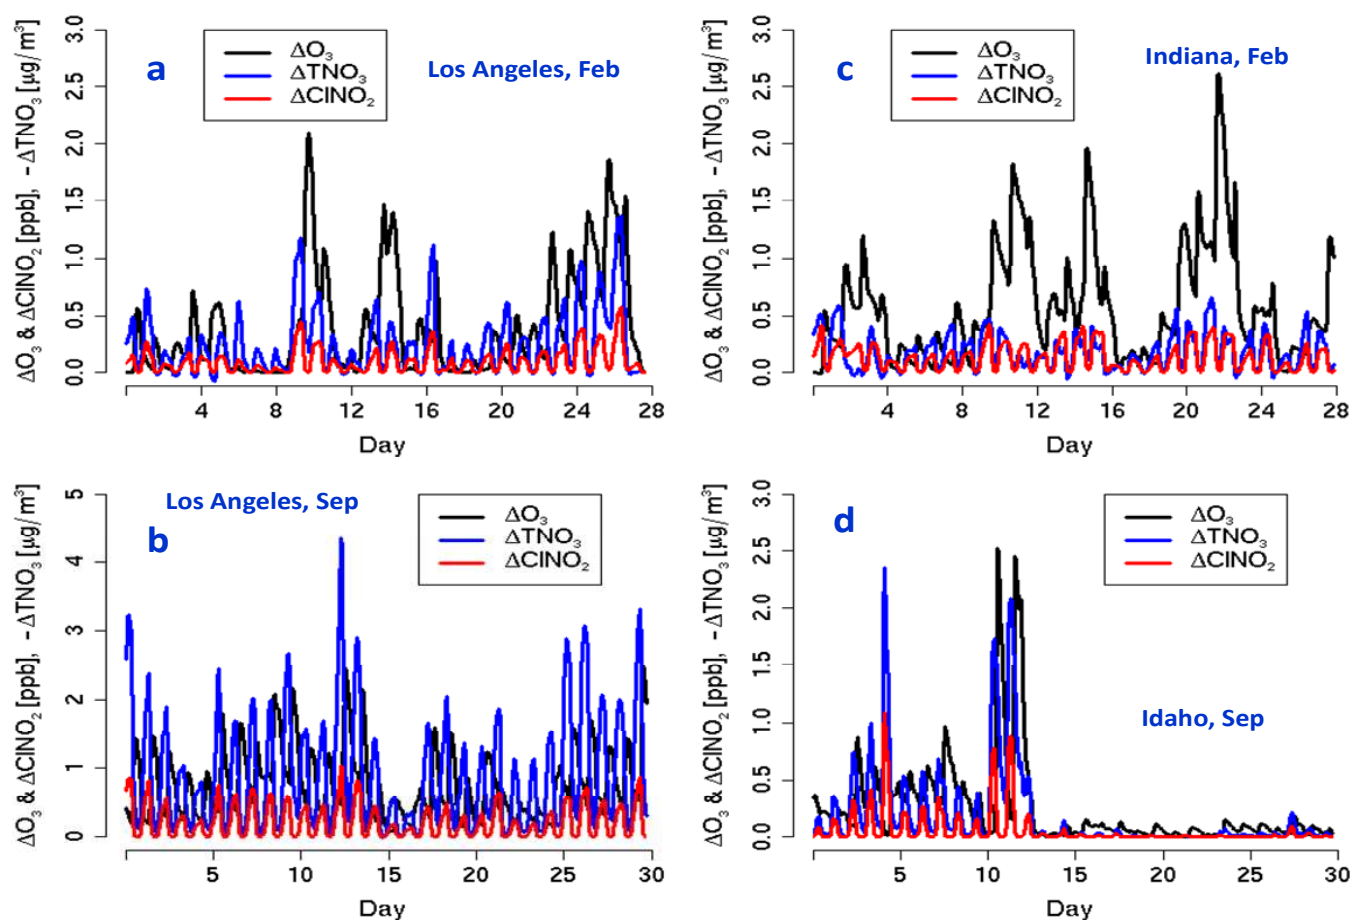 a
Los Angeles, Feb
ΔO₃
ΔTNO₃
ΔClNO₂
ΔO₃ & ΔClNO₂ [ppb], -ΔTNO₃ [μg/m³]
3.0
2.5
2.0
1.5
1.0
0.5
0.0
4 8 12 16 20 24 28
Day
c
Indiana, Feb
ΔO₃
ΔTNO₃
ΔClNO₂
ΔO₃ & ΔClNO₂ [ppb], -ΔTNO₃ [μg/m³]
3.0
2.5
2.0
1.5
1.0
0.5
0.0
4 8 12 16 20 24 28
Day
Los Angeles, Sep
b
ΔO₃
ΔTNO₃
ΔClNO₂
ΔO₃ & ΔClNO₂ [ppb], -ΔTNO₃ [μg/m³]
5
4
3
2
1
0
5 10 15 20 25 30
Day
d
Idaho, Sep
ΔO₃
ΔTNO₃
ΔClNO₂
ΔO₃ & ΔClNO₂ [ppb], -ΔTNO₃ [μg/m³]
3.0
2.5
2.0
1.5
1.0
0.5
0.0
5 10 15 20 25 30
Day